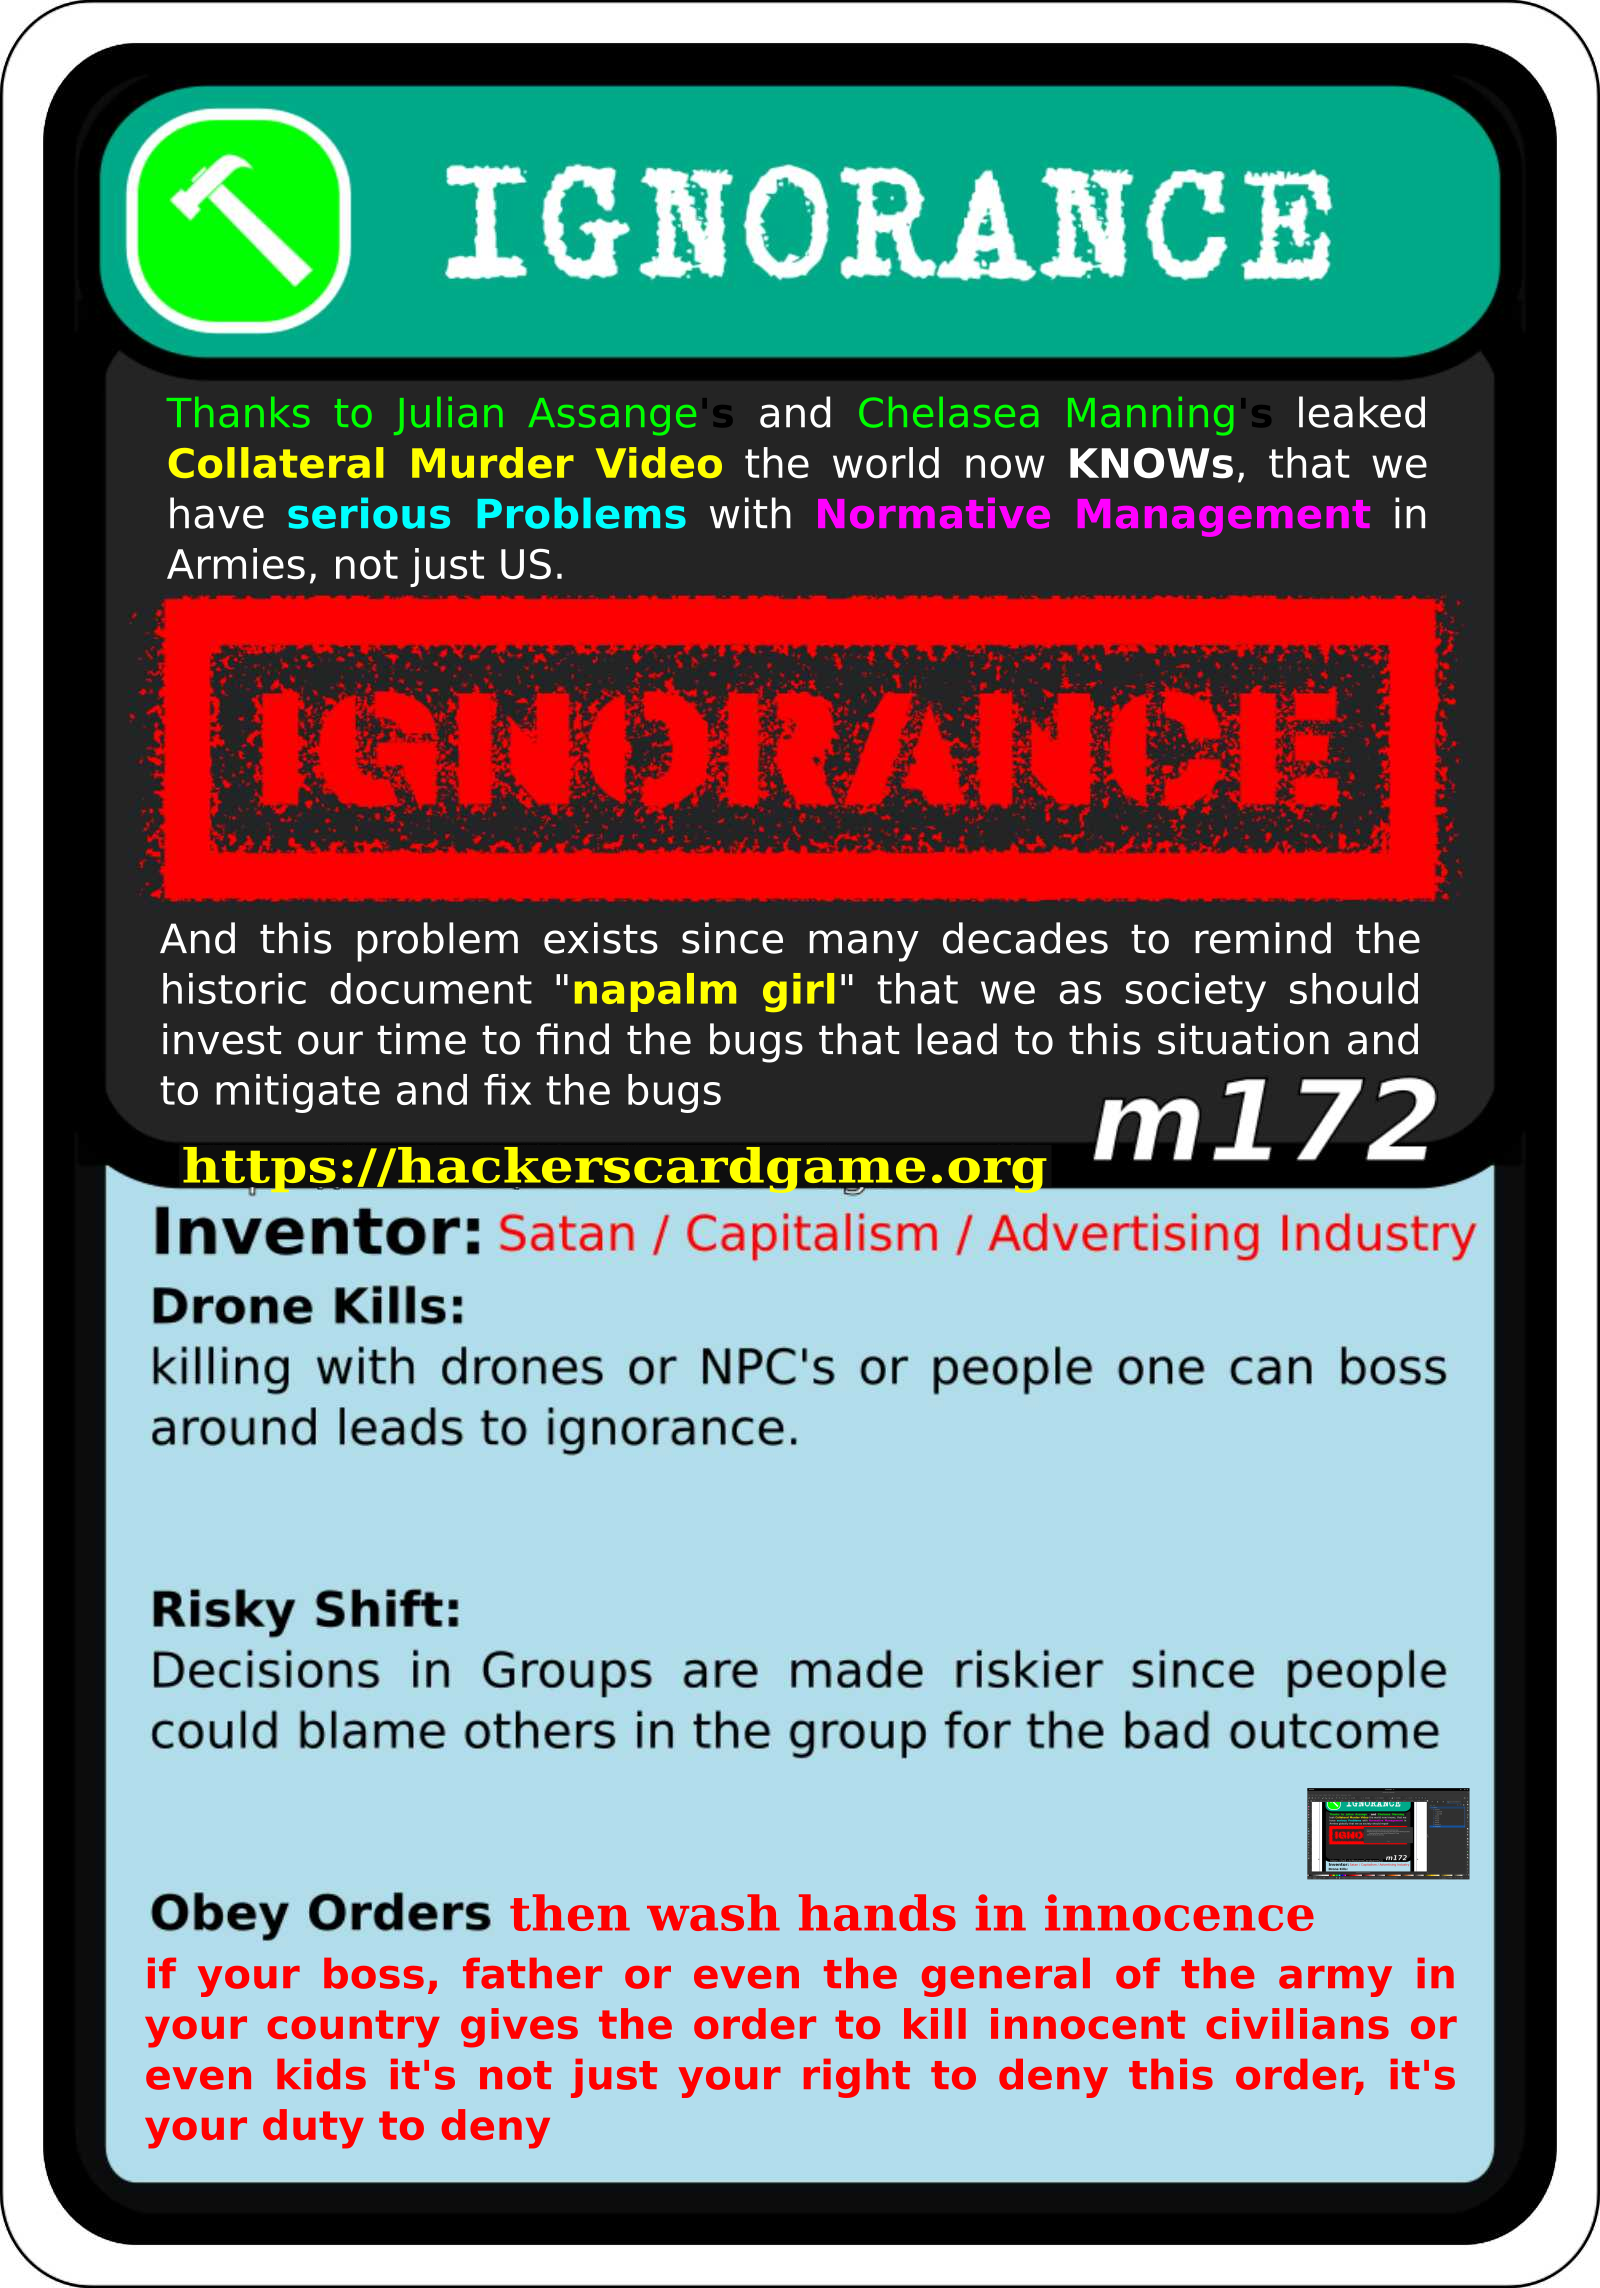 IGNORANCE
Thanks to Julian Assange's and Chelasea Manning's leaked
Collateral Murder Video the world now KNOWs, that we
have serious Problems with Normative Management in
Armies, not just US.
IGNORANCE
And this problem exists since many decades to remind the
historic document "napalm girl" that we as society should
invest our time to find the bugs that lead to this situation and
to mitigate and fix the bugs
m172
https://hackerscardgame.org
Inventor: Satan / Capitalism / Advertising Industry
Drone Kills:
killing with drones or NPC's or people one can boss
around leads to ignorance.
Risky Shift:
Decisions in Groups are made riskier since people
could blame others in the group for the bad outcome
IGNORANCE
m172
Obey Orders then wash hands in innocence
if your boss, father or even the general of the army in
your country gives the order to kill innocent civilians or
even kids it's not just your right to deny this order, it's
your duty to deny